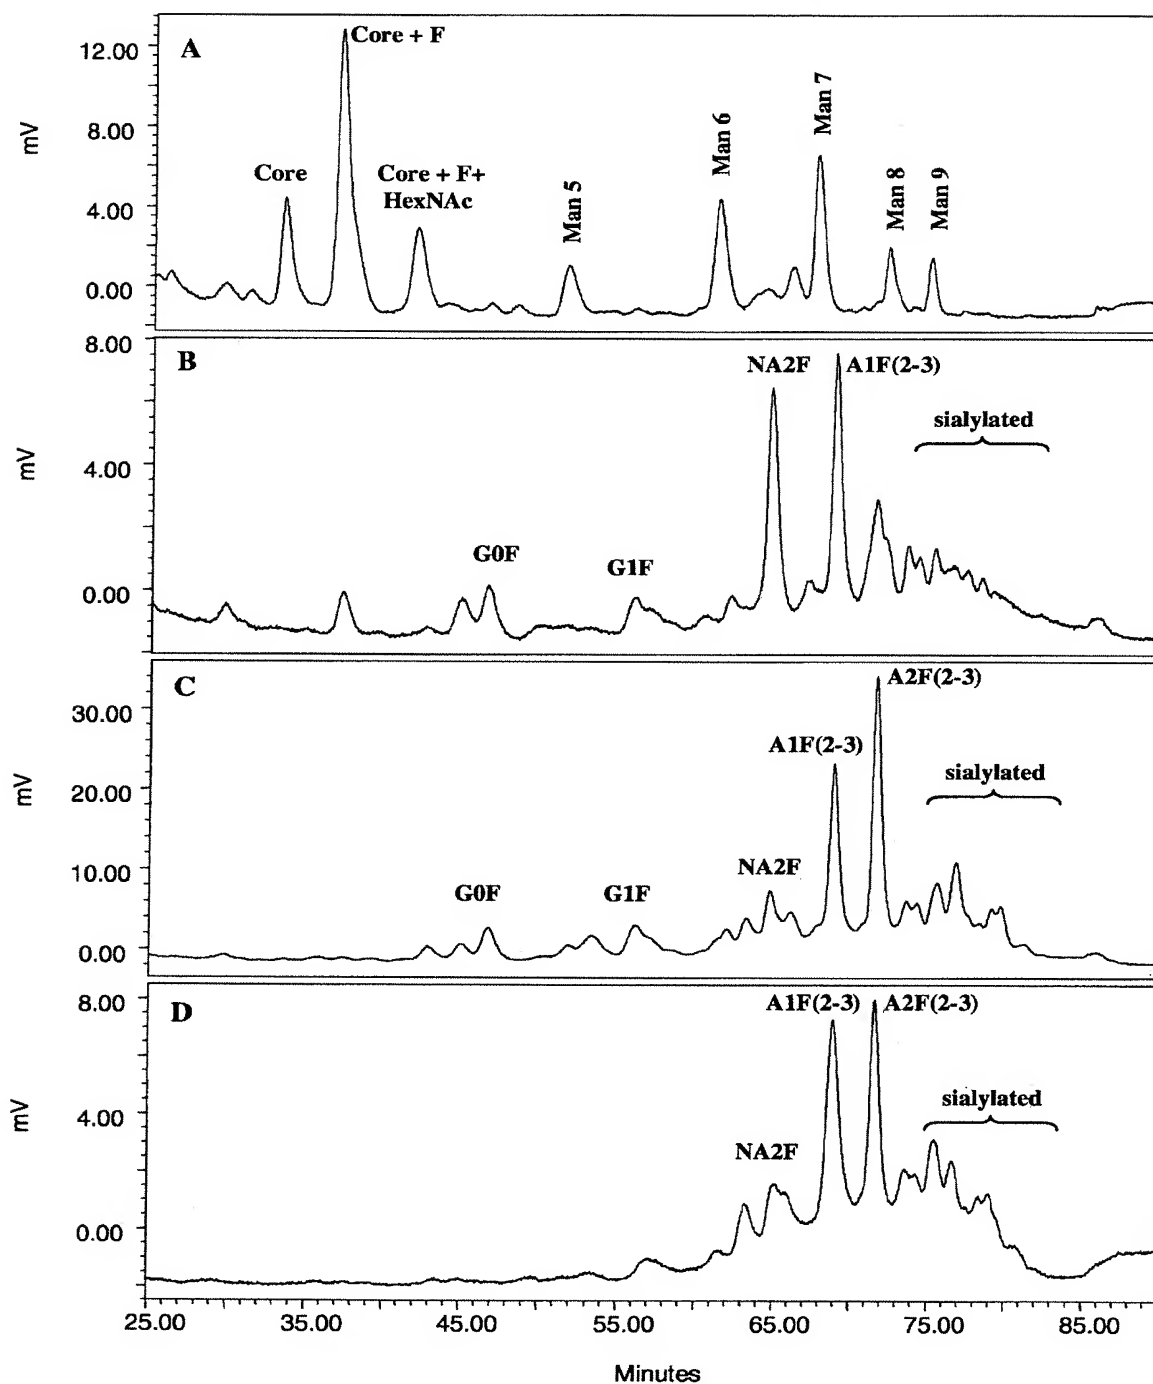 A
Core + F
12.00
mV
8.00
4.00
0.00
Core
Core + F+
HexNAc
Man 5
Man 6
Man 7
Man 8
Man 9
B
8.00
mV
4.00
0.00
G0F
G1F
NA2F
A1F(2-3)
sialylated
C
30.00
mV
20.00
10.00
0.00
G0F
G1F
NA2F
A1F(2-3)
A2F(2-3)
sialylated
D
8.00
mV
4.00
0.00
NA2F
A1F(2-3)
A2F(2-3)
sialylated
25.00 35.00 45.00 55.00 65.00 75.00 85.00
Minutes